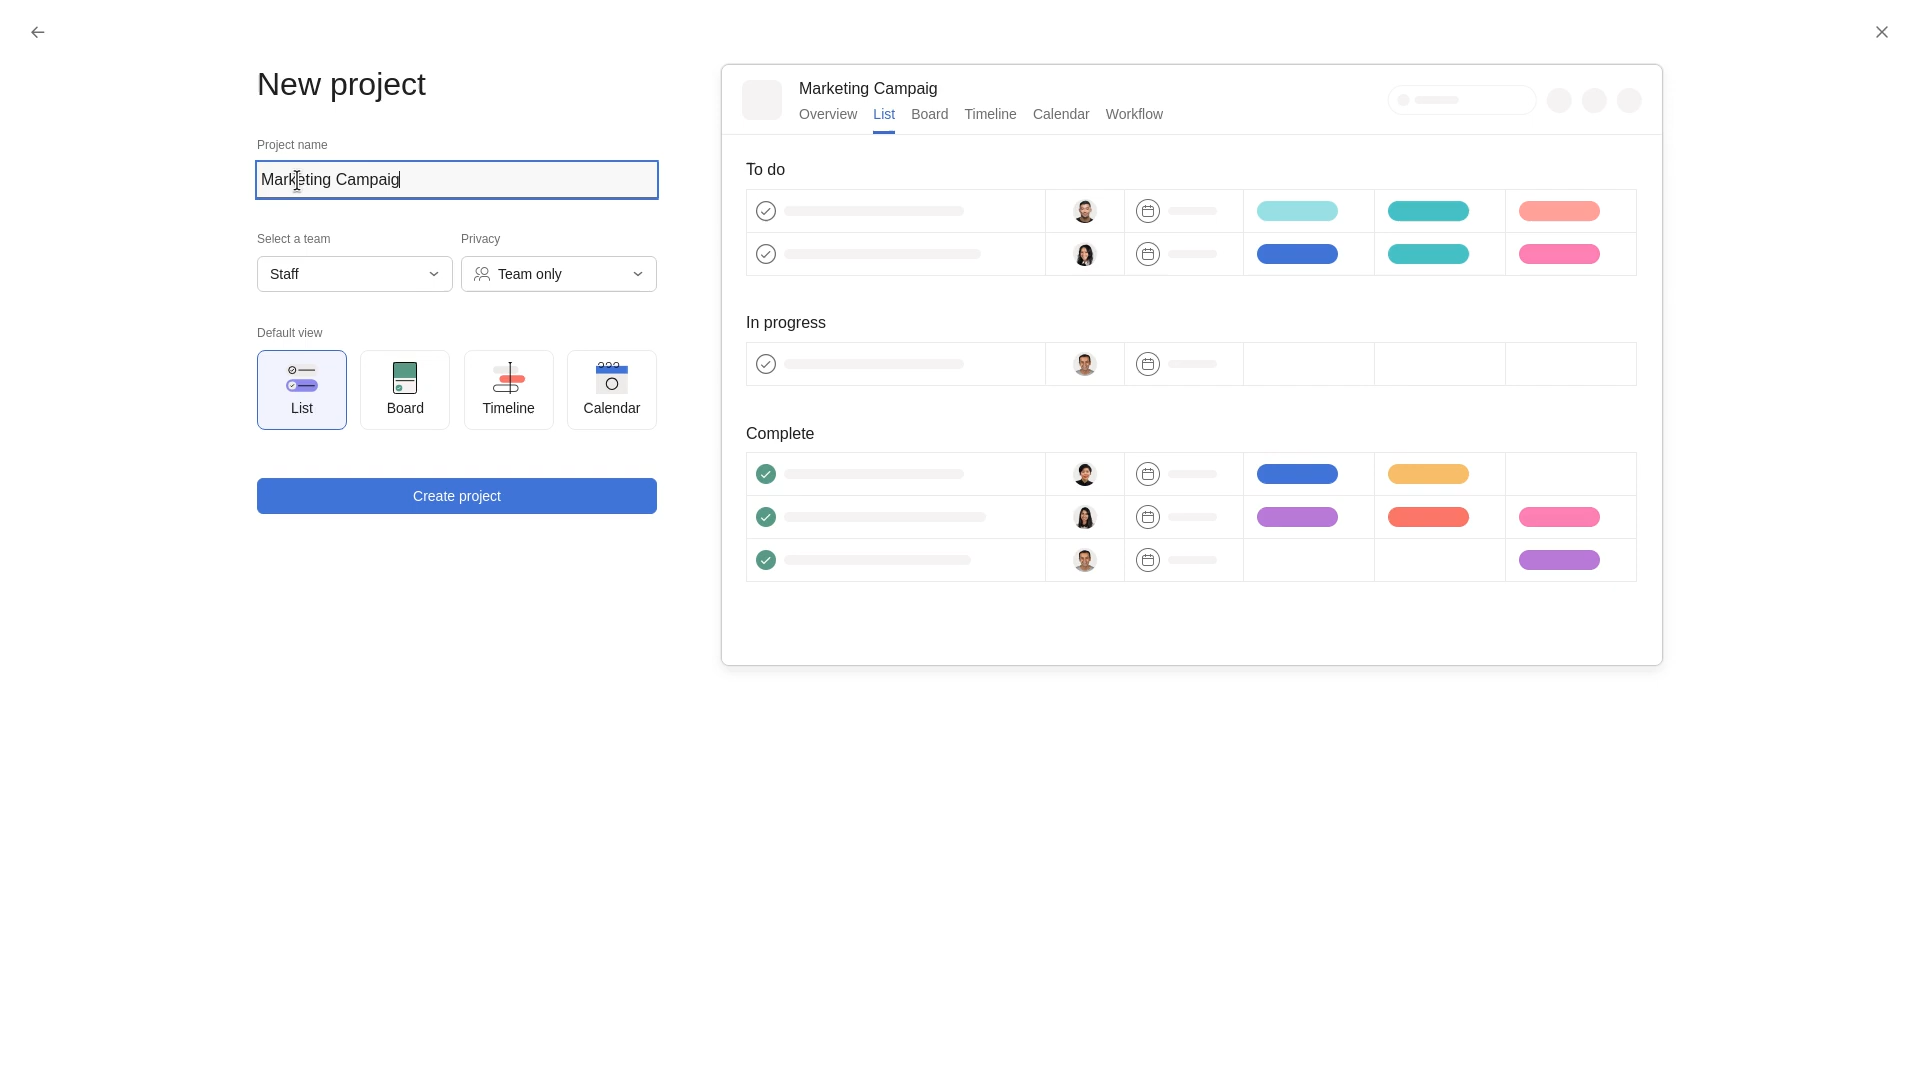 New project
Project name
Marketing Campaig
Select a team
Privacy
Staff
Team only
Default view
List
Board
Timeline
Calendar
Create project
Marketing Campaig
Overview List Board Timeline Calendar Workflow
To do
In progress
Complete